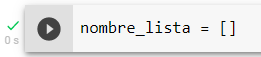 nombre_lista = []
0 s